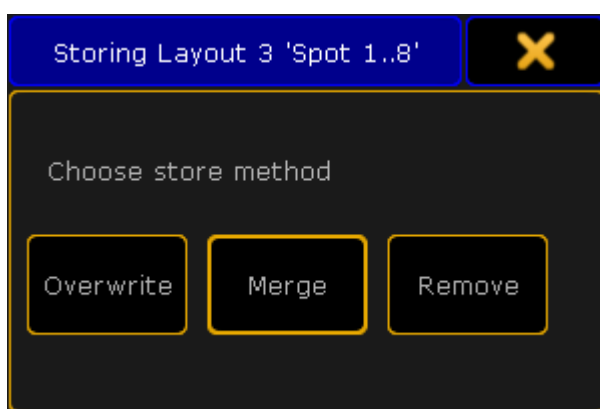 Storing Layout 3 'Spot 1..8'
Choose store method
Overwrite Merge Remove